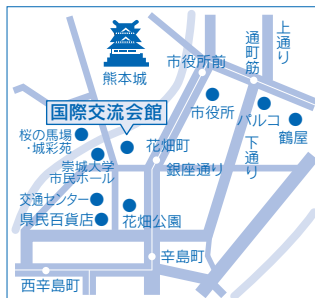 上通り
通町筋
市役所前
熊本城
国際交流会館
市役所
パルコ
鶴屋
桜の馬場
・城彩苑
花畑町
下通り
崇城大学
市民ホール
銀座通り
交通センター
県民百貨店
花畑公園
辛島町
西辛島町